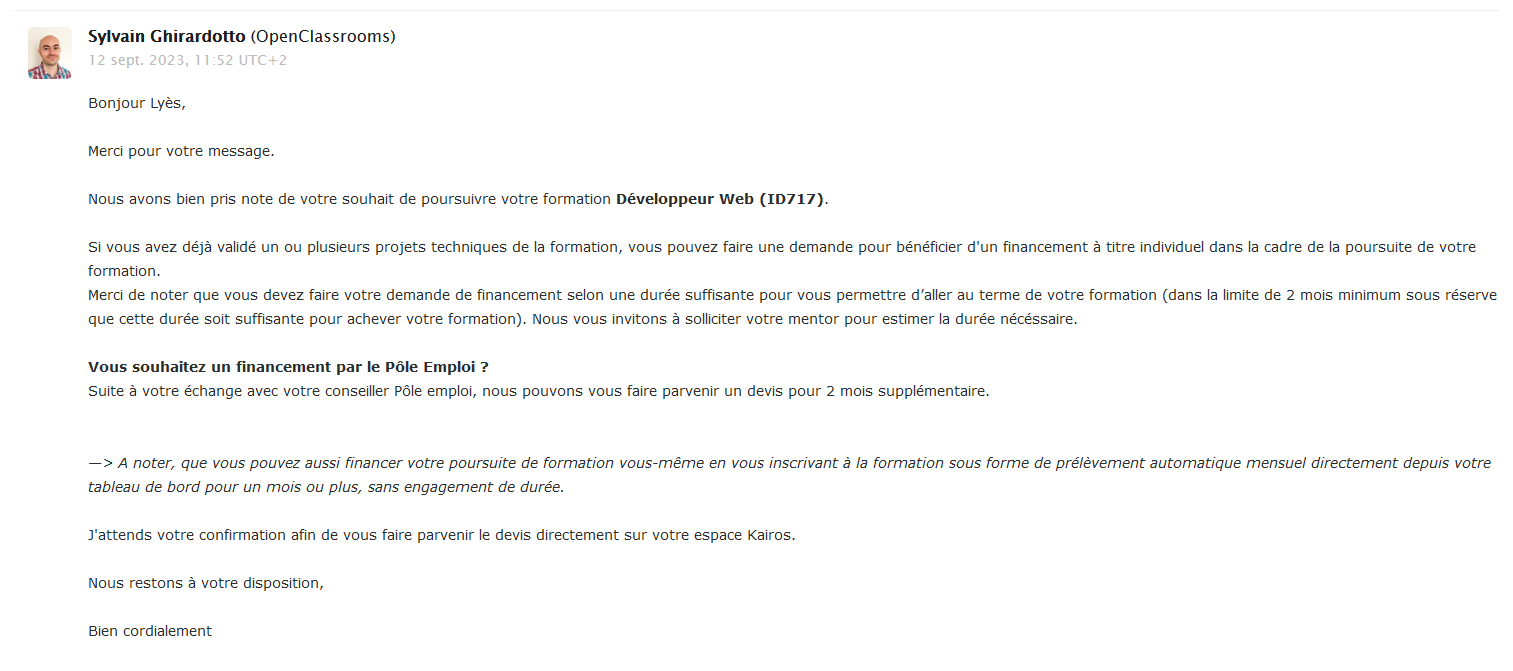 Sylvain Ghirardotto (OpenClassrooms)
12 sept. 2023, 11:52 UTC+2
Bonjour Lyès,
Merci pour votre message.
Nous avons bien pris note de votre souhait de poursuivre votre formation Développeur Web (ID717).
Si vous avez déjà validé un ou plusieurs projets techniques de la formation, vous pouvez faire une demande pour bénéficier d'un financement à titre individuel dans la cadre de la poursuite de votre
formation.
Merci de noter que vous devez faire votre demande de financement selon une durée suffisante pour vous permettre d’aller au terme de votre formation (dans la limite de 2 mois minimum sous réserve
que cette durée soit suffisante pour achever votre formation). Nous vous invitons à solliciter votre mentor pour estimer la durée nécéssaire.
Vous souhaitez un financement par le Pôle Emploi ?
Suite à votre échange avec votre conseiller Pôle emploi, nous pouvons vous faire parvenir un devis pour 2 mois supplémentaire.
—> A noter, que vous pouvez aussi financer votre poursuite de formation vous-même en vous inscrivant à la formation sous forme de prélèvement automatique mensuel directement depuis votre
tableau de bord pour un mois ou plus, sans engagement de durée.
J'attends votre confirmation afin de vous faire parvenir le devis directement sur votre espace Kairos.
Nous restons à votre disposition,
Bien cordialement